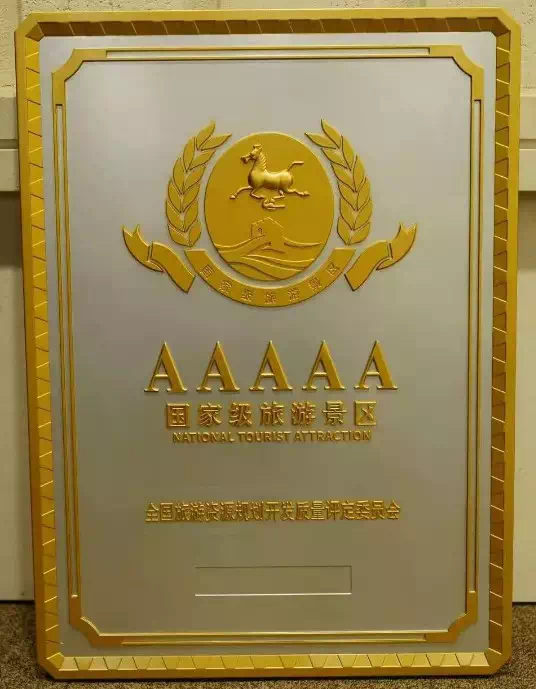 国家级旅游景区
AAAAA
国家级旅游景区
NATIONAL TOURIST ATTRACTION
全国旅游资源规划开发质量评定委员会